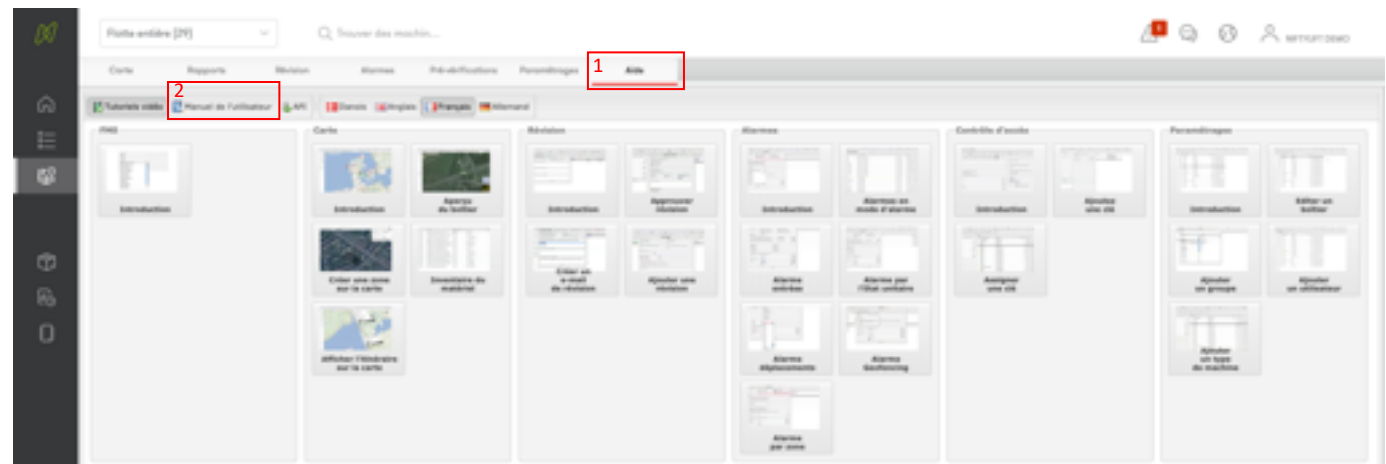 Flotte entière [29]
Trouver des machin...
Carte Rapports Révision Alarmes Pré-vérifications Paramétrages 1 Aide
2
Tutoriels vidéo Manuel de l'utilisateur API Danois Anglais Français Allemand
FMS Carte Révision Alarmes Contrôle d'accès Paramétrages
Introduction
Introduction
Aperçu
du boîtier
Créer une zone
sur la carte
Inventaire du
matériel
Afficher l'itinéraire
sur la carte
Introduction
Approuver
révision
Créer un
e-mail
de révision
Ajouter une
révision
Introduction
Alarmes en
mode d'alarme
Alarme
entrées
Alarme par
l'état unitaire
Alarme
déplacements
Alarme
Geofencing
Alarme
par zone
Introduction
Ajoutez
une clé
Assigner
une clé
Introduction
Editer un
boîtier
Ajouter
un groupe
Ajouter
un utilisateur
Ajouter
un type
de machine